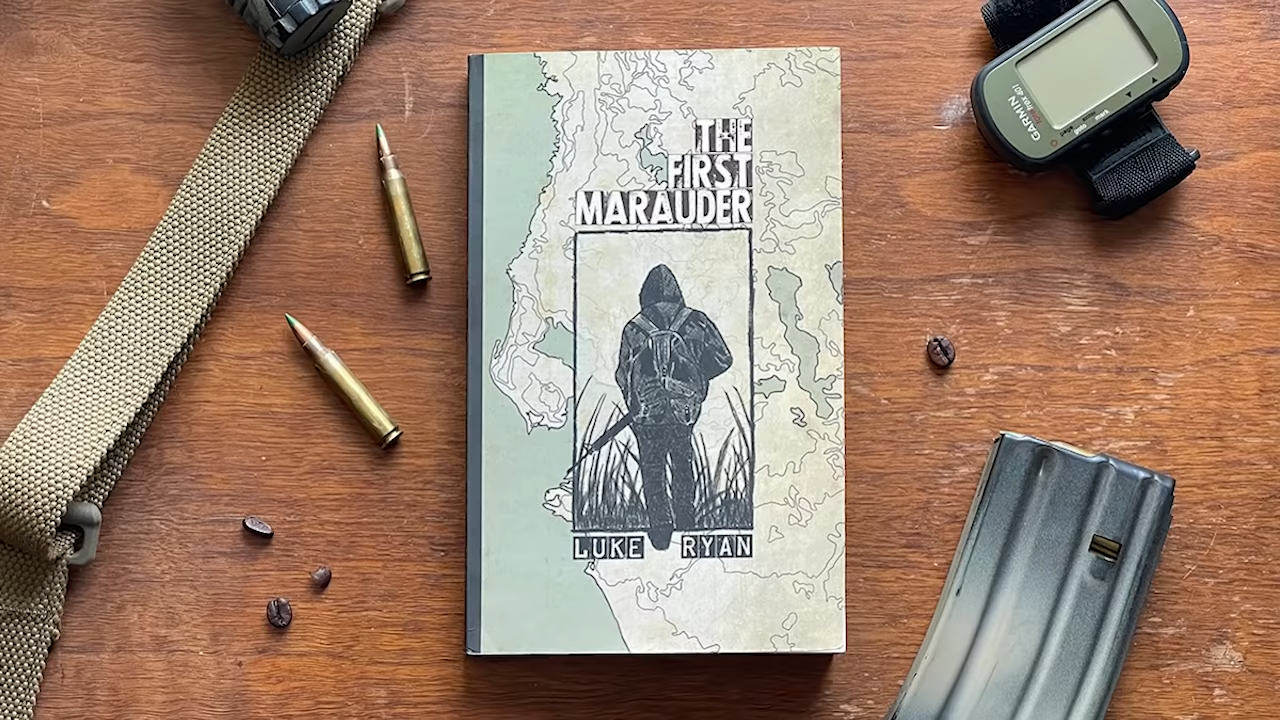 THE
FIRST
MARAUDER
LUKE RYAN
GARMIN